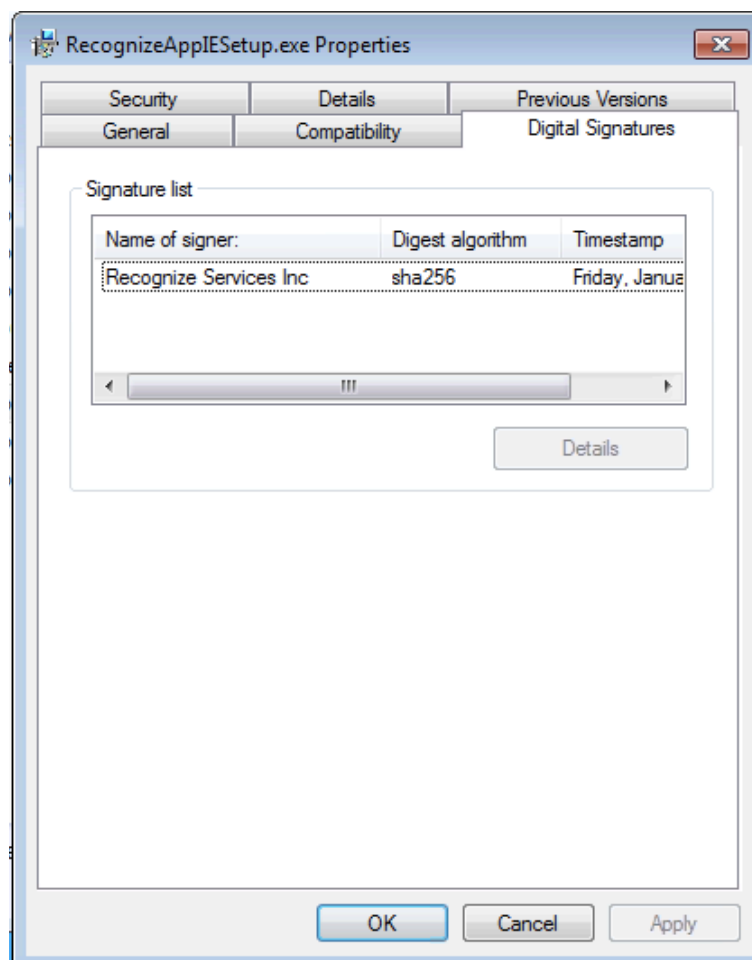 RecognizeAppIESetup.exe Properties
Security Details Previous Versions
General Compatibility Digital Signatures
Signature list
Name of signer: Digest algorithm Timestamp
Recognize Services Inc sha256 Friday, Janua
Details
OK Cancel Apply